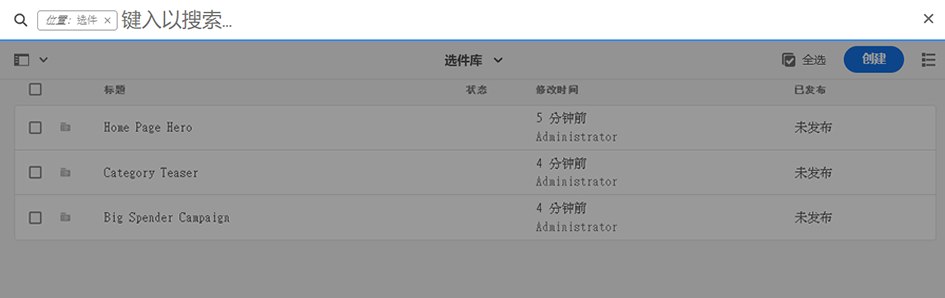 位置：选件 × 键入以搜索...
选件库 全选 创建
标题 状态 修改时间 已发布
Home Page Hero 5 分钟前 未发布
Administrator
Category Teaser 4 分钟前 未发布
Administrator
Big Spender Campaign 4 分钟前 未发布
Administrator